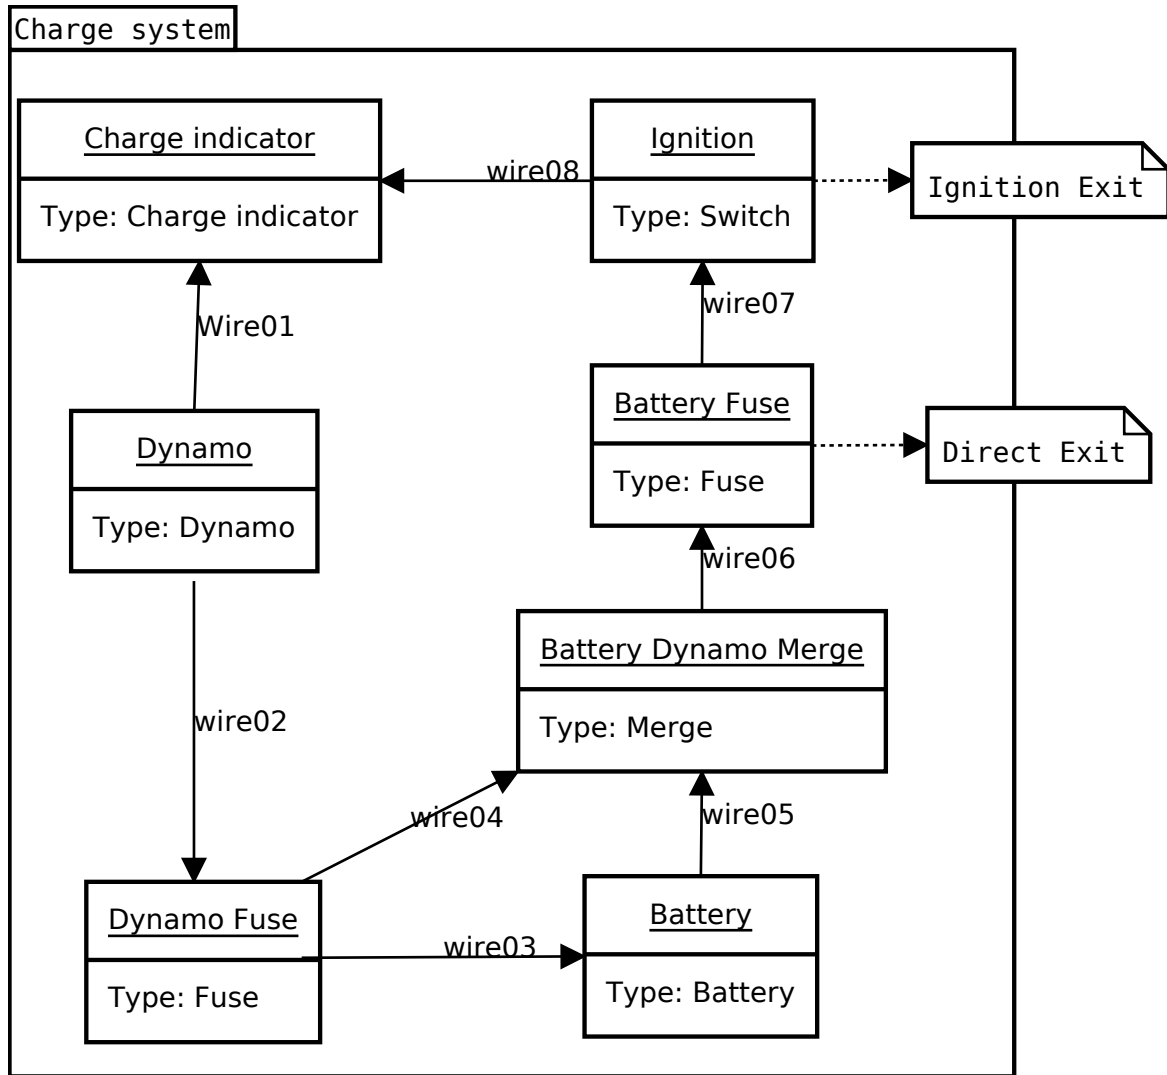 Charge system
Charge indicator
Type: Charge indicator
wire08
Ignition
Type: Switch
Ignition Exit
Wire01
wire07
Dynamo
Type: Dynamo
Battery Fuse
Type: Fuse
Direct Exit
wire06
wire02
Battery Dynamo Merge
Type: Merge
wire04
wire05
Dynamo Fuse
Type: Fuse
wire03
Battery
Type: Battery